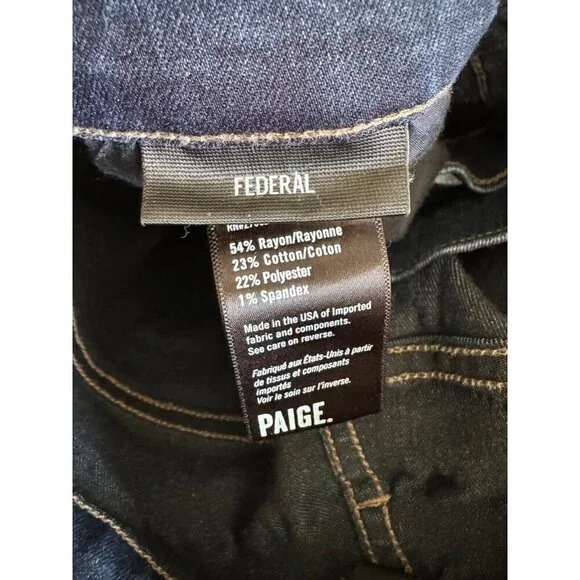 FEDERAL
54% Rayon/Rayonne
23% Cotton/Coton
22% Polyester
1% Spandex
Made in the USA of Imported
fabric and components.
See care on reverse.
Fabriqué aux États-Unis à partir
de tissus et composants
importés
Voir le soin sur l'inverse.
PAIGE.